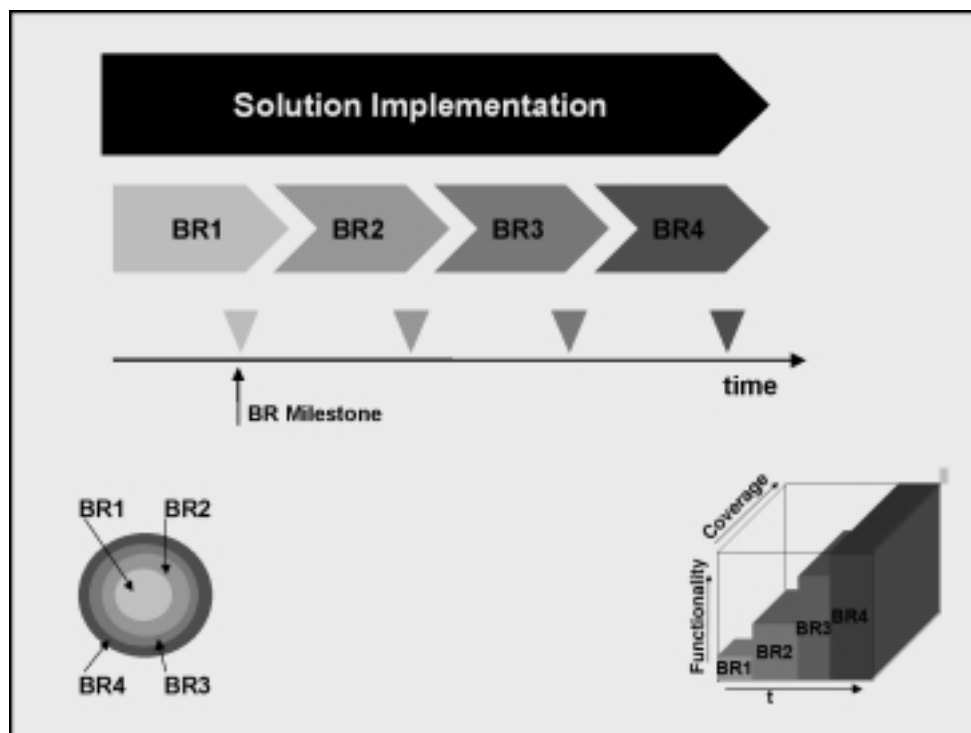 Solution Implementation
BR1 BR2 BR3 BR4
time
BR Milestone
BR1 BR2
BR4 BR3
Coverage
Functionality
BR1 BR2 BR3 BR4
t